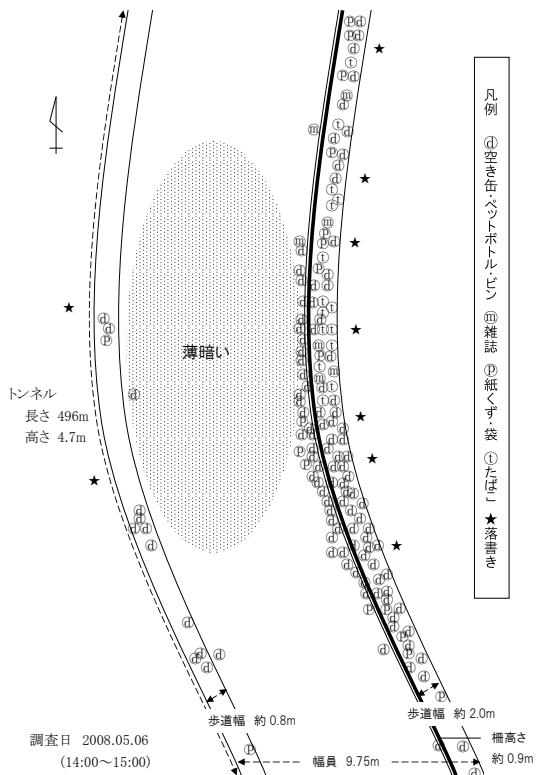 薄暗い
トンネル
長さ 496m
高さ 4.7m
凡例 ⓓ空き缶・ペットボトル・ビン ⓜ雑誌 ⓟ紙くず・袋 ⓣたばこ ★落書き
歩道幅 約 0.8m
歩道幅 約 2.0m
柵高さ
約 0.9m
幅員 9.75m
調査日 2008.05.06
(14:00～15:00)